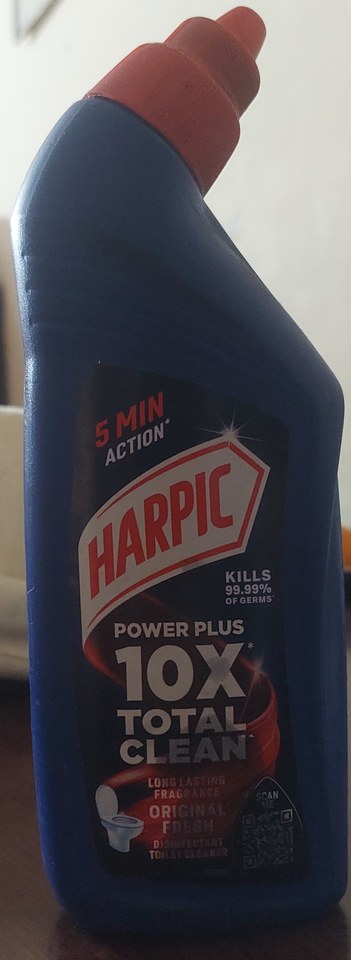 5 MIN
ACTION*
HARPIC
KILLS
99.99%
OF GERMS*
POWER PLUS
10X*
TOTAL
CLEAN^
LONG LASTING
FRAGRANCE
ORIGINAL
FRESH
DISINFECTANT
TOILET CLEANER
SCAN
ME